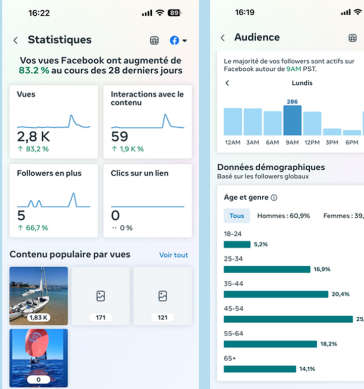 16:22
89
Statistiques
Vos vues Facebook ont augmenté de
83.2 % au cours des 28 derniers jours
Vues
2,8 K
↑ 83,2 %
Interactions avec le
contenu
59
↑ 1,9 K %
Followers en plus
5
↑ 66,7 %
Clics sur un lien
0
-- 0 %
Contenu populaire par vues
Voir tout
1,83 K
171
121
0
16:19
Audience
Le majorité de vos followers sont actifs sur
Facebook autour de 9AM PST.
Lundis
286
12AM 3AM 6AM 9AM 12PM 3PM 6PM
Données démographiques
Basé sur les followers globaux
Age et genre
Tous Hommes : 60,9% Femmes : 39,
18-24
5,2%
25-34
16,9%
35-44
20,4%
45-54
25,
55-64
18,2%
65+
14,1%